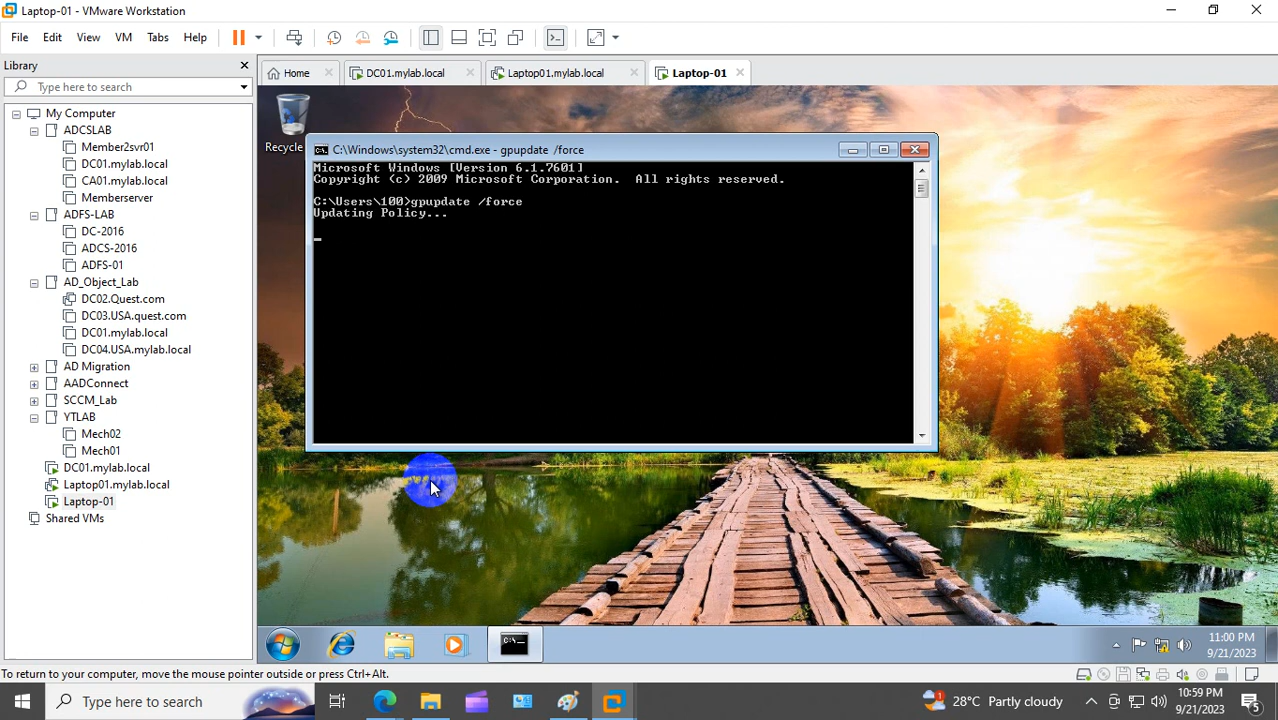 Laptop-01 - VMware Workstation
File Edit View VM Tabs Help
Library
Type here to search
Home
DC01.mylab.local
Laptop01.mylab.local
Laptop-01
My Computer
ADCSLAB
Member2svr01
DC01.mylab.local
CA01.mylab.local
Memberserver
ADFS-LAB
DC-2016
ADCS-2016
ADFS-01
AD_Object_Lab
DC02.Quest.com
DC03.USA.quest.com
DC01.mylab.local
DC04.USA.mylab.local
AD Migration
AADConnect
SCCM_Lab
YTLAB
Mech02
Mech01
DC01.mylab.local
Laptop01.mylab.local
Laptop-01
Shared VMs
Recycle
C:\Windows\system32\cmd.exe - gpupdate /force
Microsoft Windows [Version 6.1.7601]
Copyright (c) 2009 Microsoft Corporation. All rights reserved.
C:\Users\100>gpupdate /force
Updating Policy...
11:00 PM
9/21/2023
To return to your computer, move the mouse pointer outside or press Ctrl+Alt.
Type here to search
1
28°C Partly cloudy
10:59 PM
9/21/2023
5